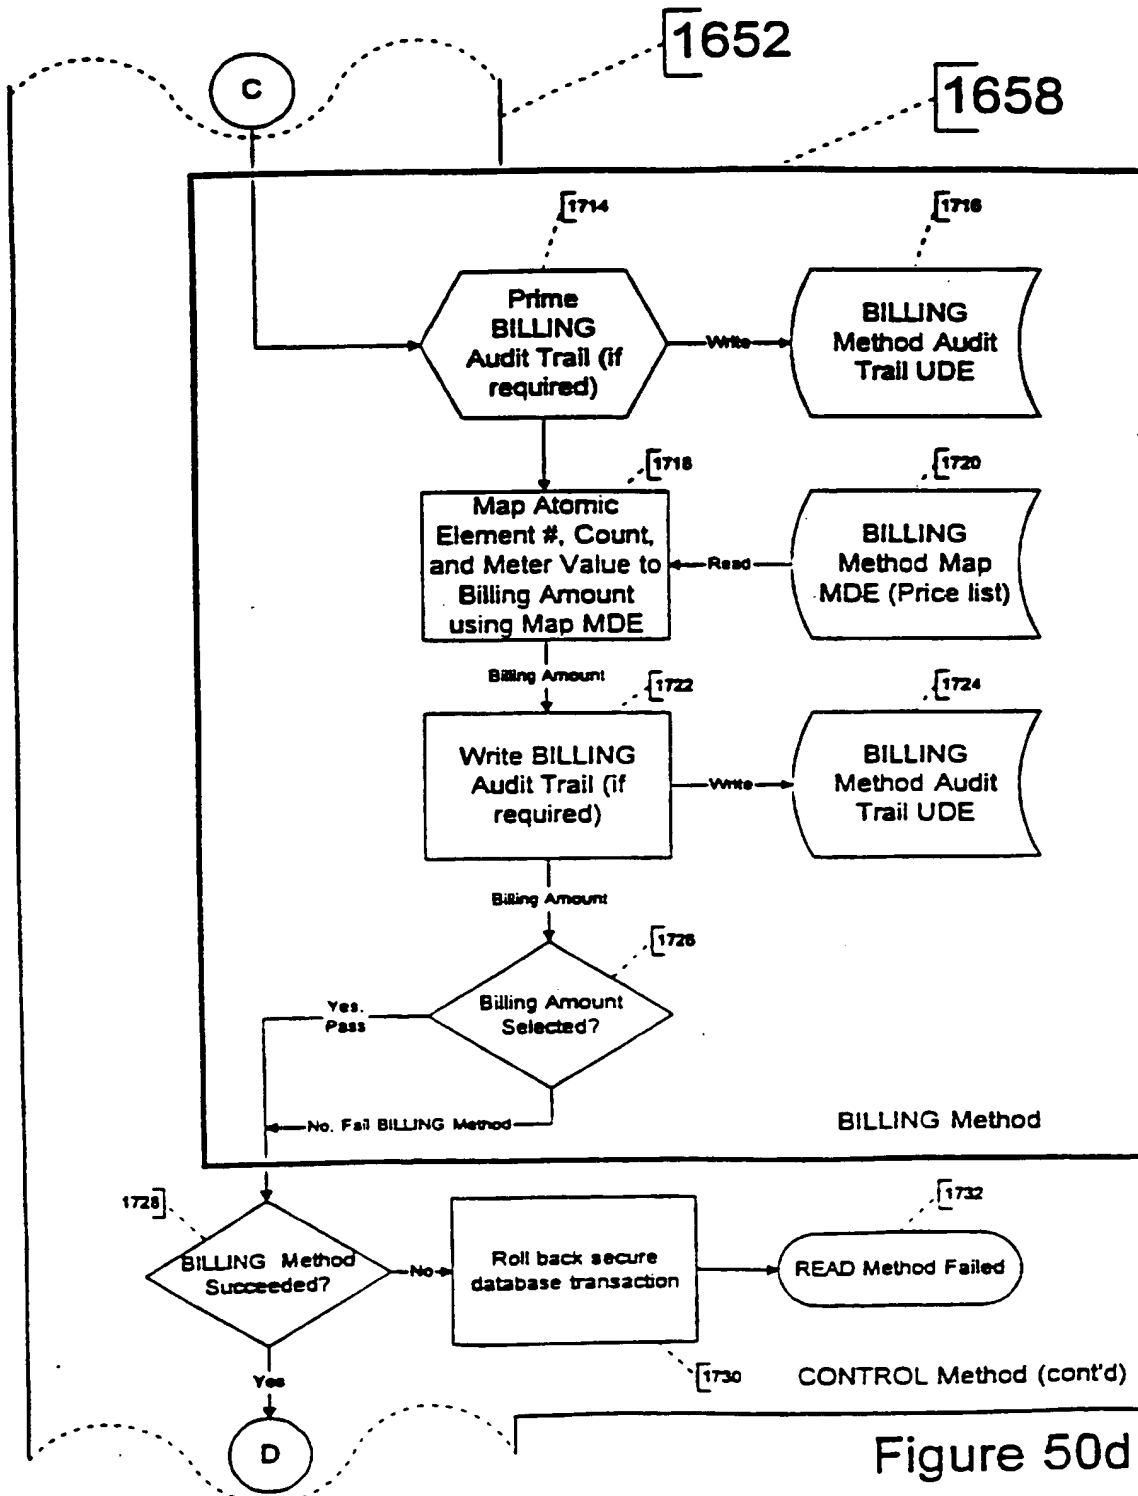 1652
C
1658
1714
1716
Prime
BILLING
Audit Trail (if
required)
Write
BILLING
Method Audit
Trail UDE
1718
1720
Map Atomic
Element #, Count,
and Meter Value to
Billing Amount
using Map MDE
Read
BILLING
Method Map
MDE (Price list)
Billing Amount
1722
1724
Write BILLING
Audit Trail (if
required)
Write
BILLING
Method Audit
Trail UDE
Billing Amount
1726
Yes.
Pass
Billing Amount
Selected?
No. Fail BILLING Method
BILLING Method
1728
1732
BILLING Method
Succeeded?
No
Roll back secure
database transaction
READ Method Failed
Yes
1730
CONTROL Method (cont'd)
D
Figure 50d